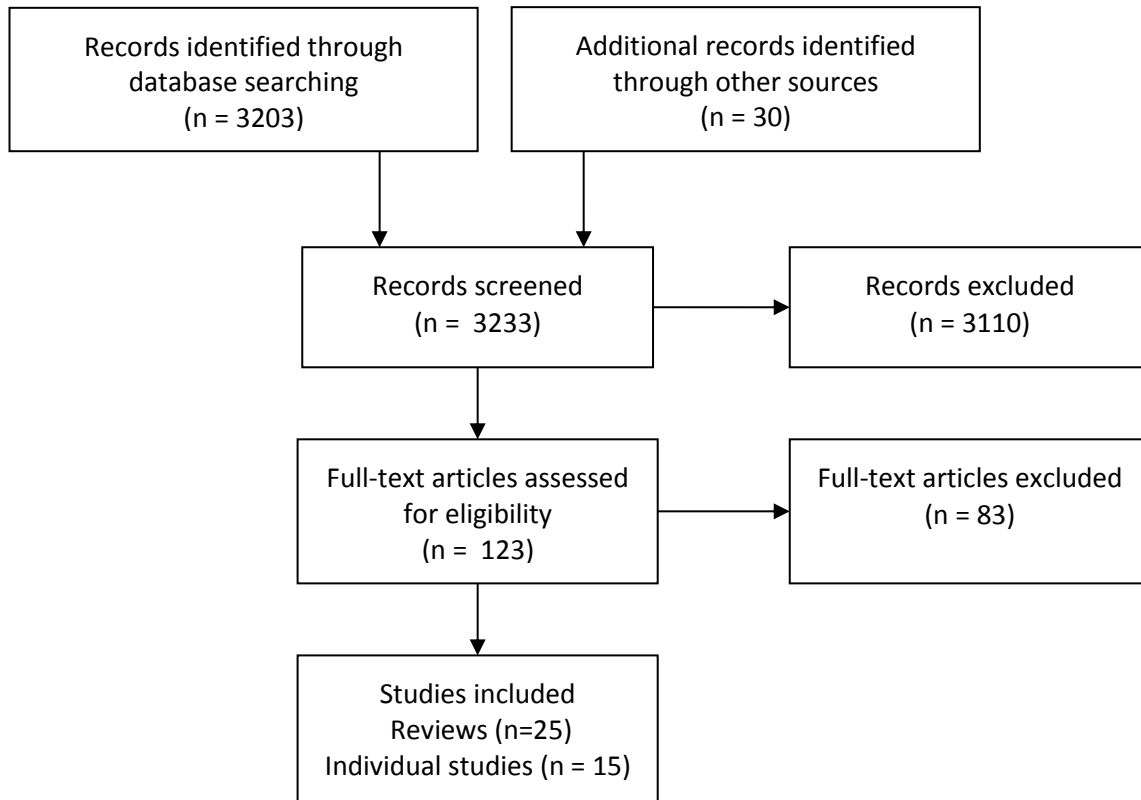 Records identified through
database searching
(n = 3203)
Additional records identified
through other sources
(n = 30)
Records screened
(n =  3233)
Records excluded
(n = 3110)
Full-text articles assessed
for eligibility
(n =  123)
Full-text articles excluded
(n = 83)
Studies included
Reviews (n=25)
Individual studies (n = 15)